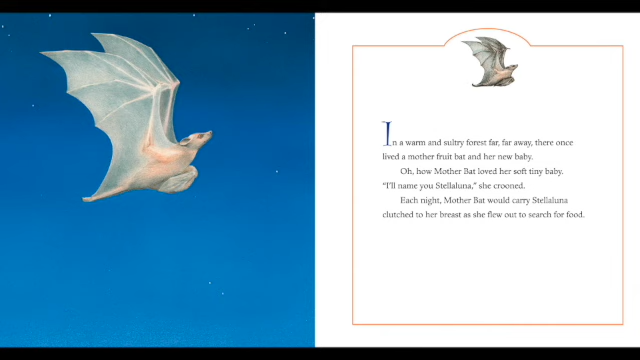 In a warm and sultry forest far, far away, there once
lived a mother fruit bat and her new baby.
Oh, how Mother Bat loved her soft tiny baby.
“I’ll name you Stellaluna,” she crooned.
Each night, Mother Bat would carry Stellaluna
clutched to her breast as she flew out to search for food.